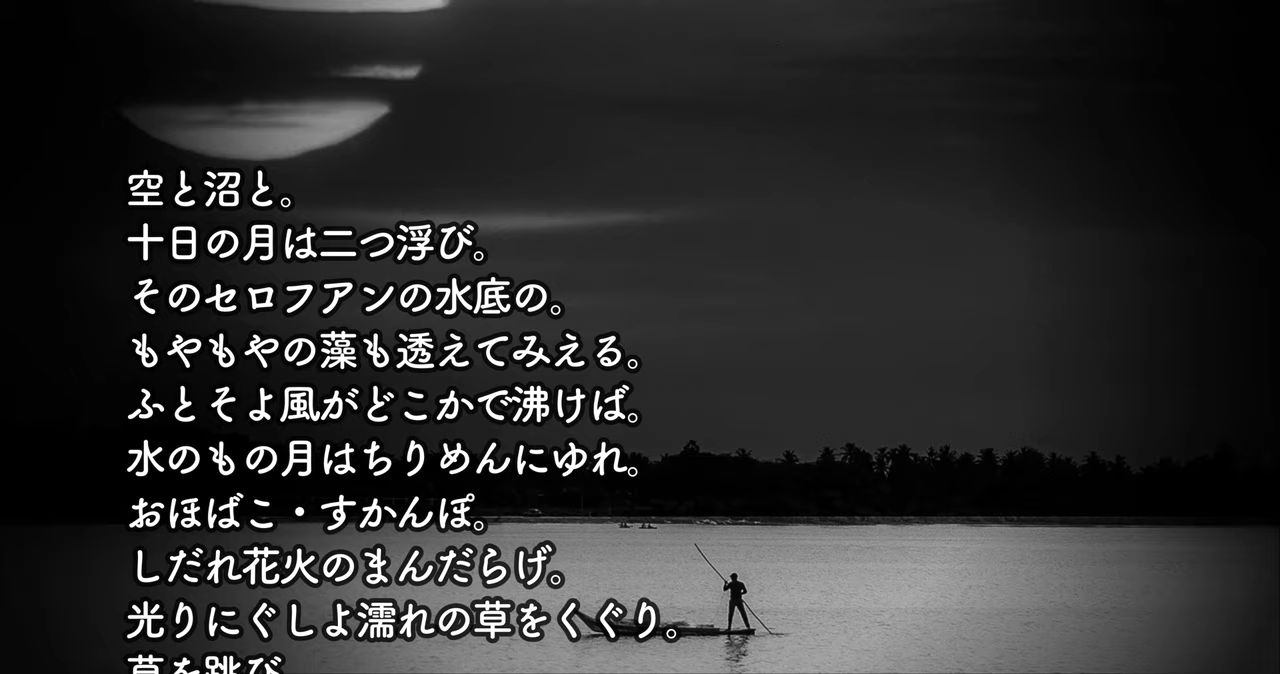 空と沼と。
十日の月は二つ浮び。
そのセロフアンの水底の。
もやもやの藻も透えてみえる。
ふとそよ風がどこかで沸けば。
水のもの月はちりめんにゆれ。
おほばこ・すかんぽ。
しだれ花火のまんだらげ。
光りにぐしよ濡れの草をくぐり。
草を跳び